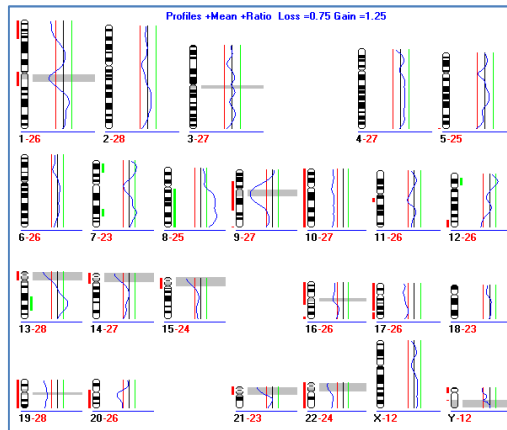 Profiles +Mean +Ratio Loss =0.75 Gain =1.25
1-26 2-28 3-27 4-27 5-25
6-26 7-23 8-25 9-27 10-27 11-26 12-26
13-28 14-27 15-24 16-26 17-26 18-23
19-28 20-26 21-23 22-24 X-12 Y-12